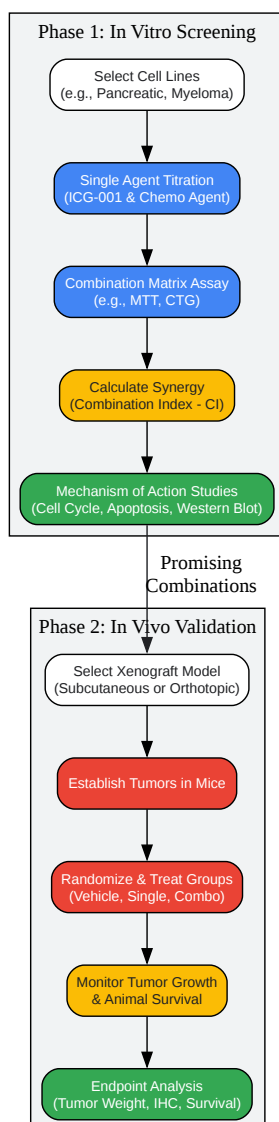 Phase 1: In Vitro Screening
Select Cell Lines
(e.g., Pancreatic, Myeloma)
Single Agent Titration
(ICG-001 & Chemo Agent)
Combination Matrix Assay
(e.g., MTT, CTG)
Calculate Synergy
(Combination Index - CI)
Mechanism of Action Studies
(Cell Cycle, Apoptosis, Western Blot)
Promising
Combinations
Phase 2: In Vivo Validation
Select Xenograft Model
(Subcutaneous or Orthotopic)
Establish Tumors in Mice
Randomize & Treat Groups
(Vehicle, Single, Combo)
Monitor Tumor Growth
& Animal Survival
Endpoint Analysis
(Tumor Weight, IHC, Survival)